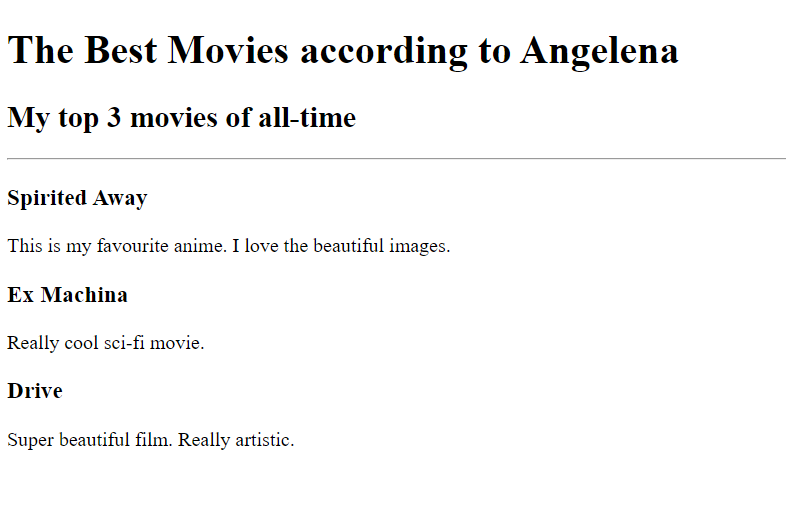 The Best Movies according to Angelena
My top 3 movies of all-time
Spirited Away
This is my favourite anime. I love the beautiful images.
Ex Machina
Really cool sci-fi movie.
Drive
Super beautiful film. Really artistic.